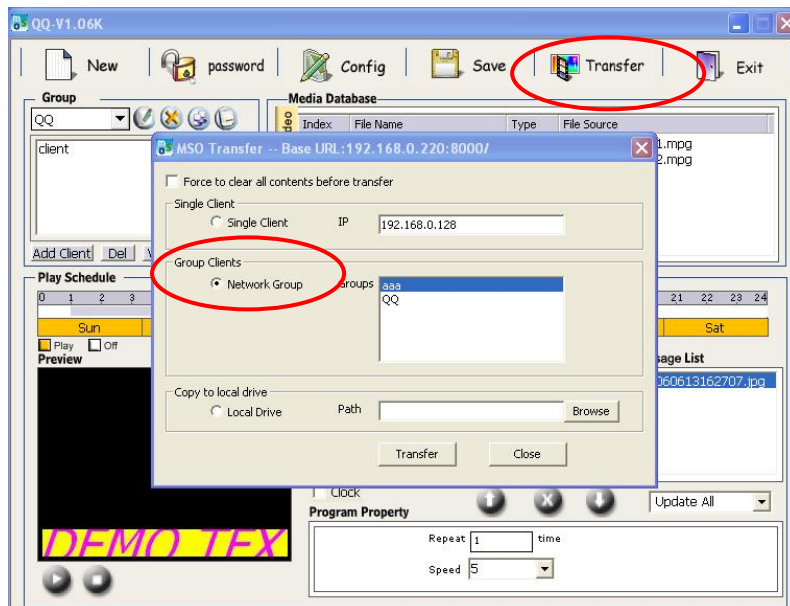 QQ-V1.06K
New
password
Config
Save
Transfer
Exit
Group
Media Database
QQ
Index File Name Type File Source
client
1.mpg
2.mpg
MSO Transfer -- Base URL:192.168.0.220:8000/
Force to clear all contents before transfer
Single Client
Single Client IP 192.168.0.128
Add Client Del
Group Clients
Network Group Groups aaa
QQ
Play Schedule
0 1 2 3 21 22 23 24
Sun Sat
Play Off
Preview
sage List
060613162707.jpg
Copy to local drive
Local Drive Path Browse
Transfer Close
Clock
Update All
Program Property
DEMO TEX
Repeat 1 time
Speed 5